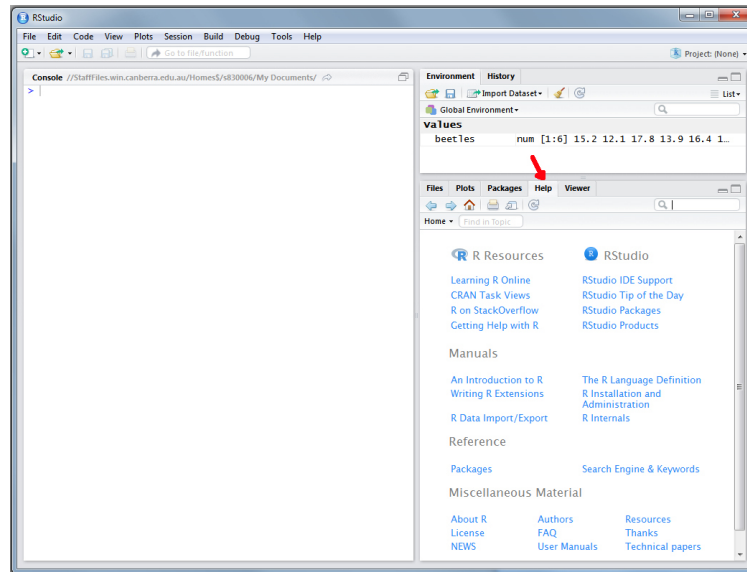 RStudio
File Edit Code View Plots Session Build Debug Tools Help
Go to file/function Project: (None)
Console //StaffFiles.win.canberra.edu.au/Homes$/s830006/My Documents/
>
Environment History
Import Dataset List
Global Environment
values
beetles num [1:6] 15.2 12.1 17.8 13.9 16.4 1…
Files Plots Packages Help Viewer
Home Find in Topic
R R Resources R RStudio
Learning R Online RStudio IDE Support
CRAN Task Views RStudio Tip of the Day
R on StackOverflow RStudio Packages
Getting Help with R RStudio Products
Manuals
An Introduction to R The R Language Definition
Writing R Extensions R Installation and
Administration
R Data Import/Export R Internals
Reference
Packages Search Engine & Keywords
Miscellaneous Material
About R Authors Resources
License FAQ Thanks
NEWS User Manuals Technical papers